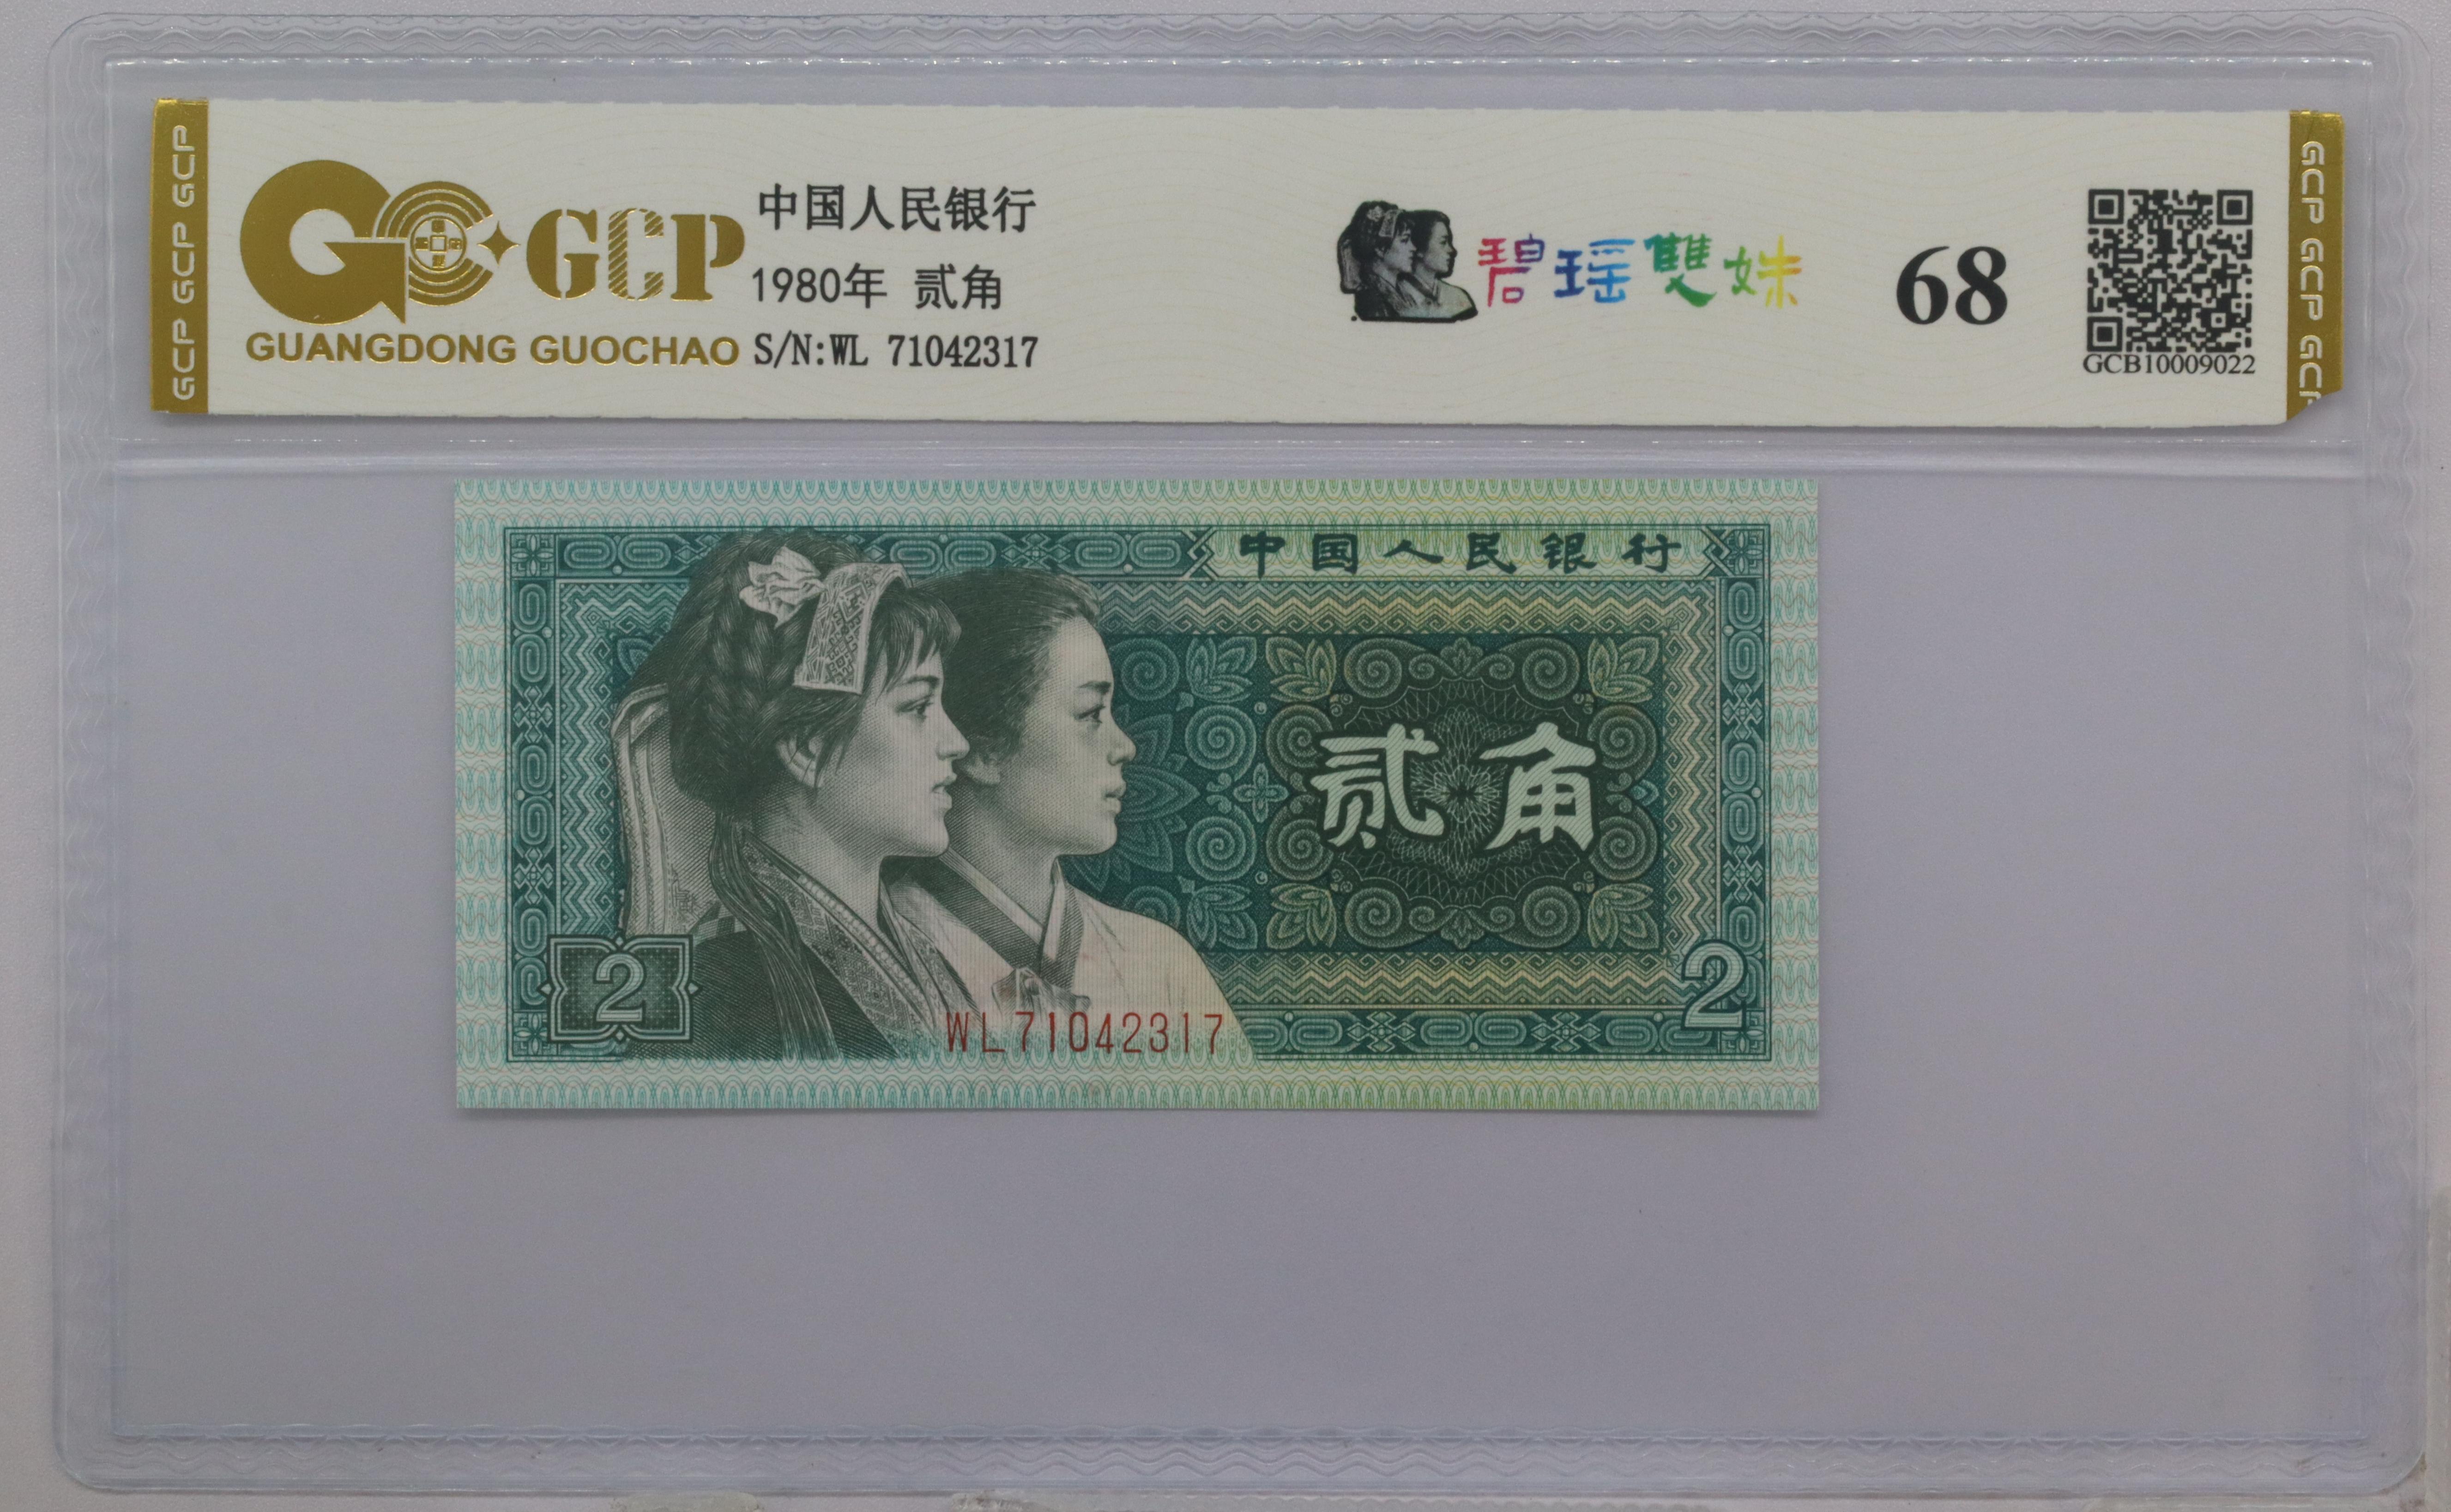 GCP GCP GCP
GCP
GUANGDONG GUOCHAO
中国人民银行
1980年 贰角
S/N:WL 71042317
碧瑶雙姝
68
GCB10009022
GCP GCP GCP
中国人民银行
贰角
2
2
WL71042317